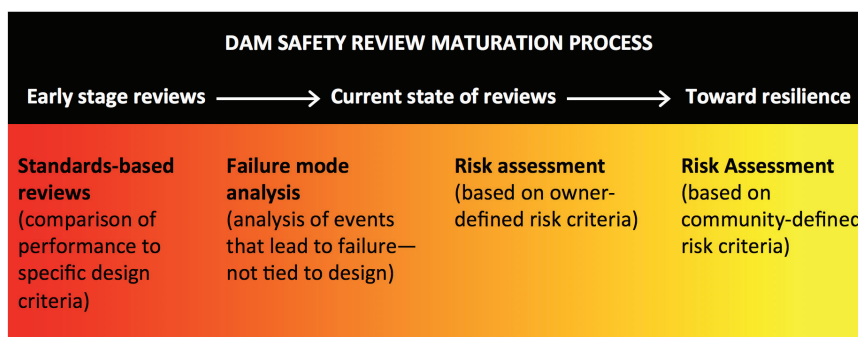 DAM SAFETY REVIEW MATURATION PROCESS
Early stage reviews Current state of reviews Toward resilience
Standards-based
reviews
(comparison of
performance to
specific design
criteria)
Failure mode
analysis
(analysis of events
that lead to failure—
not tied to design)
Risk assessment
(based on owner-
defined risk criteria)
Risk Assessment
(based on
community-defined
risk criteria)